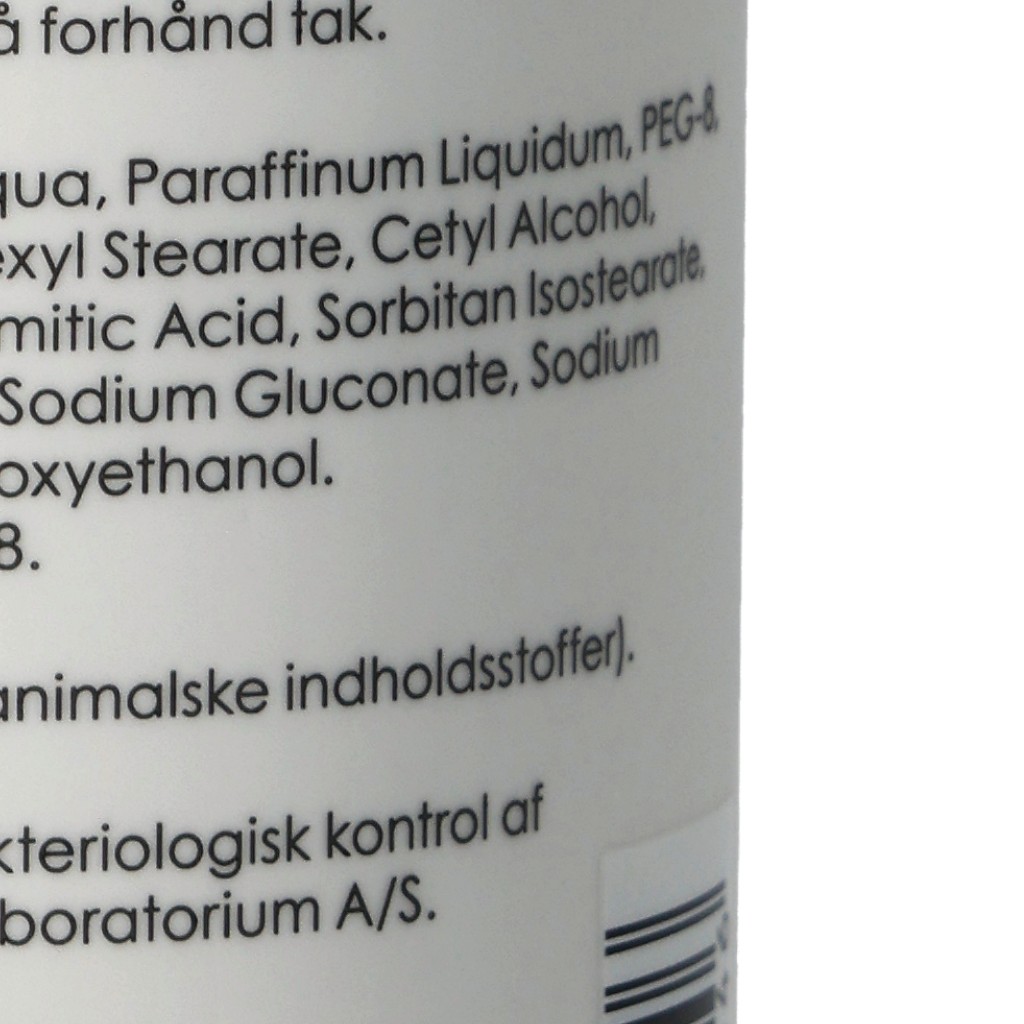 å forhånd tak.
qua, Paraffinum Liquidum, PEG-8,
exyl Stearate, Cetyl Alcohol,
mitic Acid, Sorbitan Isostearate,
Sodium Gluconate, Sodium
oxyethanol.
8.
animalske indholdsstoffer).
kteriologisk kontrol af
boratorium A/S.